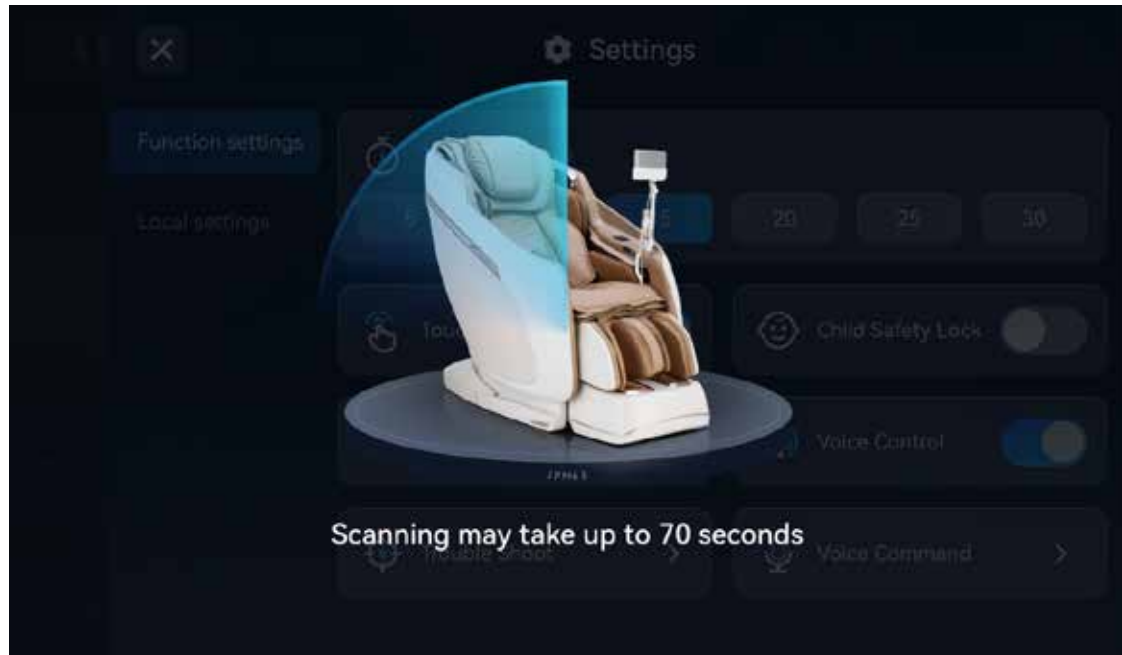 Settings
Function settings
Local settings
5
20
25
30
Child Safety Lock
Voice Control
Scanning may take up to 70 seconds
Trouble Shoot
Voice Command